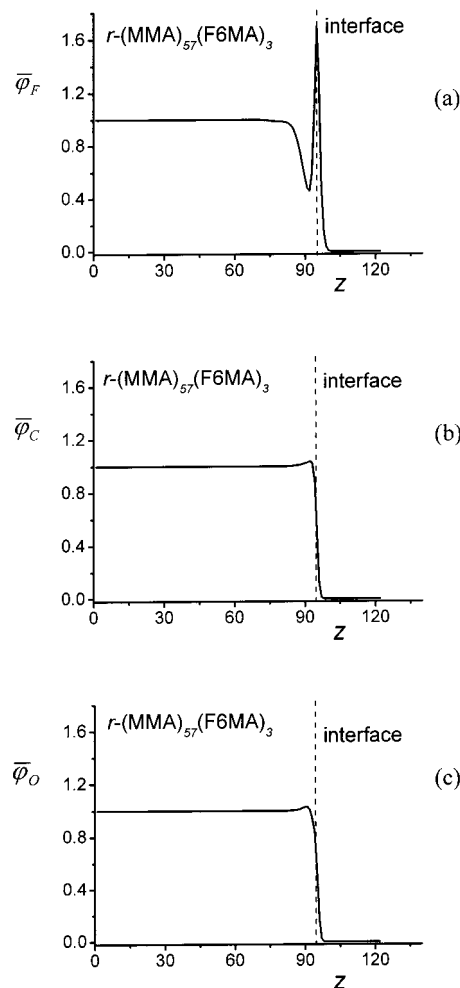 1.6
r-(MMA)57(F6MA)3
interface
φ̅F
1.2
(a)
0.8
0.4
0.0
0 30 60 90 120
z
1.6
r-(MMA)57(F6MA)3
interface
φ̅C
1.2
(b)
0.8
0.4
0.0
0 30 60 90 120
z
1.6
r-(MMA)57(F6MA)3
interface
φ̅O
1.2
(c)
0.8
0.4
0.0
0 30 60 90 120
z